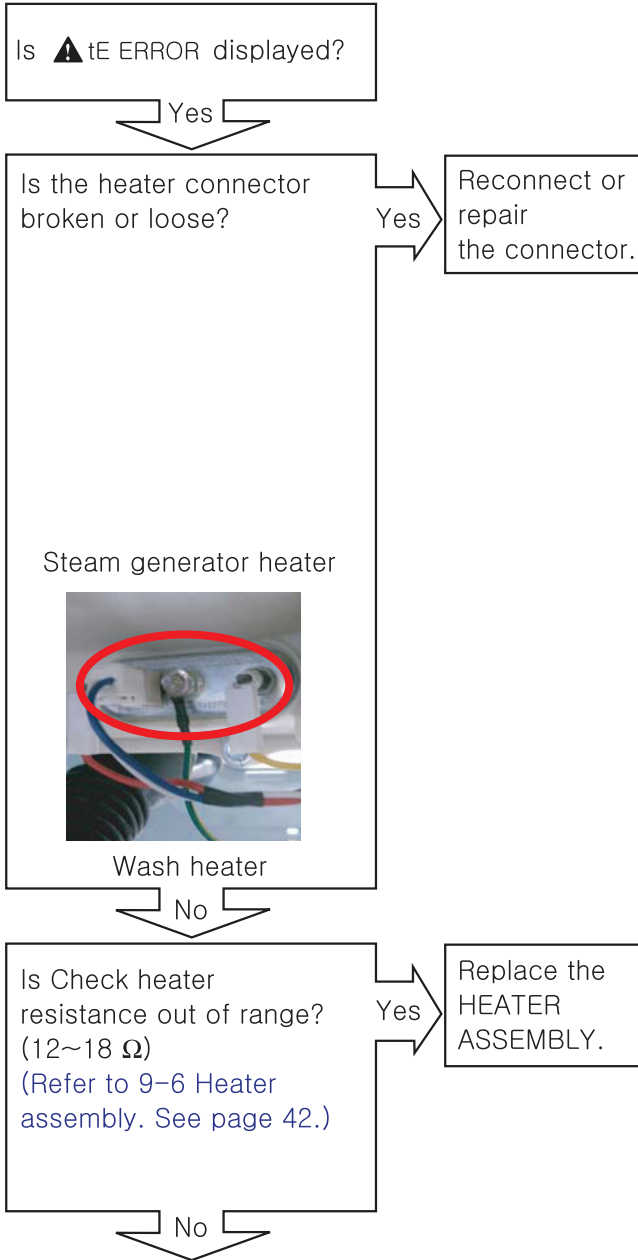 Is ⚠ tE ERROR displayed?
Yes
Is the heater connector
broken or loose?
Yes
Reconnect or
repair
the connector.
Steam generator heater
Wash heater
No
Is Check heater
resistance out of range?
(12~18 Ω)
(Refer to 9-6 Heater
assembly. See page 42.)
Yes
Replace the
HEATER
ASSEMBLY.
No